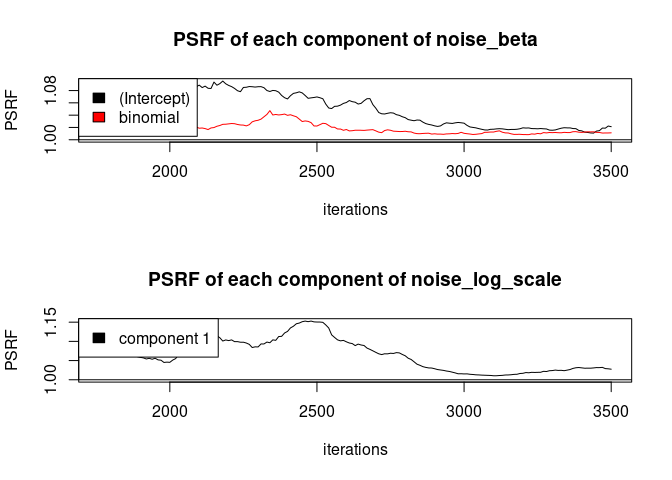 PSRF of each component of noise_beta
PSRF
1.08
1.00
(Intercept)
binomial
2000 2500 3000 3500
iterations
PSRF of each component of noise_log_scale
PSRF
1.15
1.00
component 1
2000 2500 3000 3500
iterations